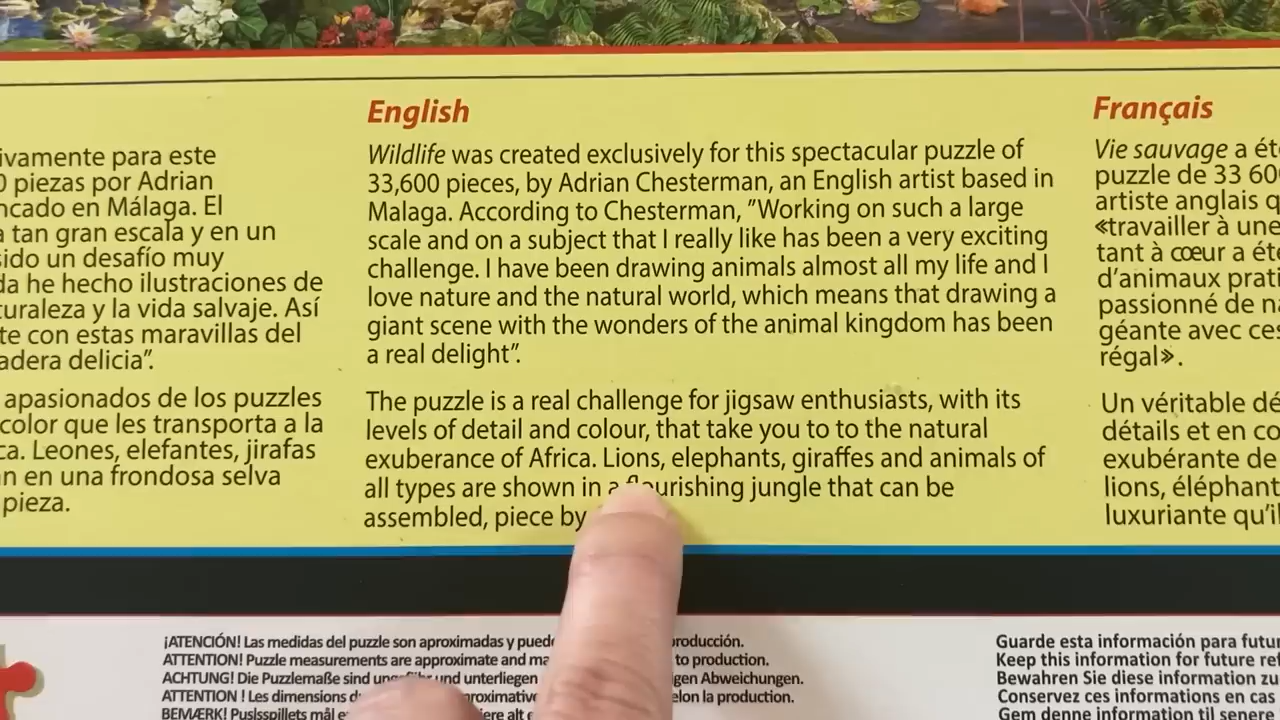 ivamente para este
0 piezas por Adrian
ncado en Málaga. El
a tan gran escala y en un
sido un desafío muy
da he hecho ilustraciones de
turaleza y la vida salvaje. Así
te con estas maravillas del
adera delicia”.
apasionados de los puzzles
color que les transporta a la
ca. Leones, elefantes, jirafas
n en una frondosa selva
pieza.
English
Wildlife was created exclusively for this spectacular puzzle of
33,600 pieces, by Adrian Chesterman, an English artist based in
Malaga. According to Chesterman, ”Working on such a large
scale and on a subject that I really like has been a very exciting
challenge. I have been drawing animals almost all my life and I
love nature and the natural world, which means that drawing a
giant scene with the wonders of the animal kingdom has been
a real delight”.
The puzzle is a real challenge for jigsaw enthusiasts, with its
levels of detail and colour, that take you to to the natural
exuberance of Africa. Lions, elephants, giraffes and animals of
all types are shown in a flourishing jungle that can be
assembled, piece by
Français
Vie sauvage a été
puzzle de 33 600
artiste anglais q
«travailler à une
tant à cœur a été
d’animaux prati
passionné de na
géante avec ces
régal».
Un véritable dé
détails et en co
exubérante de
lions, éléphant
luxuriante qu’il
¡ATENCIÓN! Las medidas del puzzle son aproximadas y pued producción.
ATTENTION! Puzzle measurements are approximate and ma to production.
ACHTUNG! Die Puzzlemaße sind ungefähr und unterliegen igen Abweichungen.
ATTENTION ! Les dimensions d proximative elon la production.
BEMÆRK! Puslespillets mål e iere alt e
Guarde esta información para futu
Keep this information for future ref
Bewahren Sie diese information zu
Conservez ces informations en cas
Gem denne information til senere